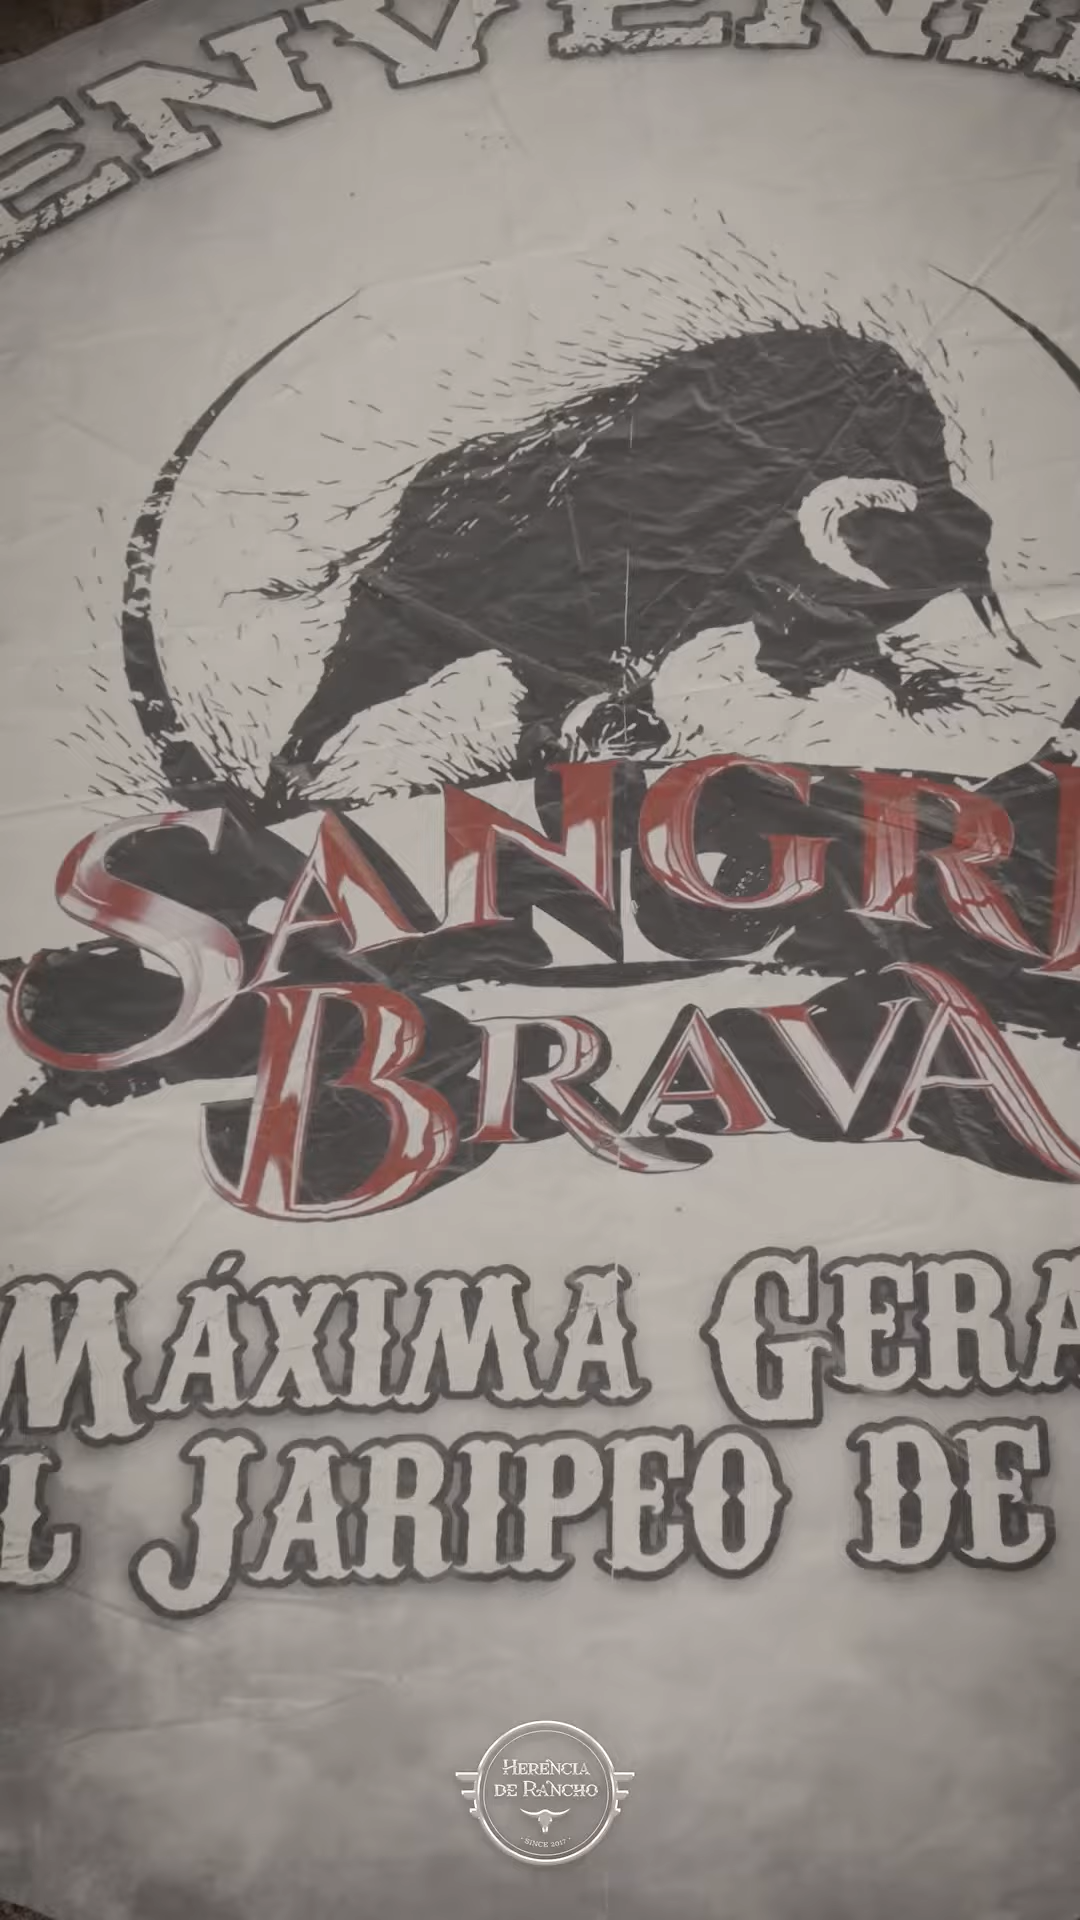 ENVENI
SANGRE
BRAVA
MÁXIMA GERA
L JARIPEO DE
HERENCIA
DE RANCHO
SINCE 2017